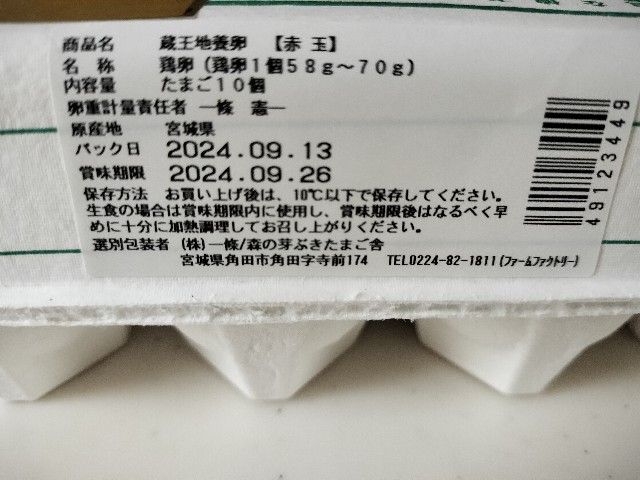 商品名 蔵王地養卵 【赤玉】
名称 鶏卵(鶏卵1個58g～70g)
内容量 たまご10個
卵重計量責任者 一條 憲一
原産地 宮城県
パック日 2024.09.13
賞味期限 2024.09.26
保存方法 お買い上げ後は、10℃以下で保存してください。
生食の場合は賞味期限内に使用し、賞味期限後はなるべく早
めに十分に加熱調理してお召し上がりください。
選別包装者 (株)一條/森の芽ぶきたまご舎
宮城県角田市角田字寺前174 TEL0224-82-1811(ファームファクトリー)
49123449